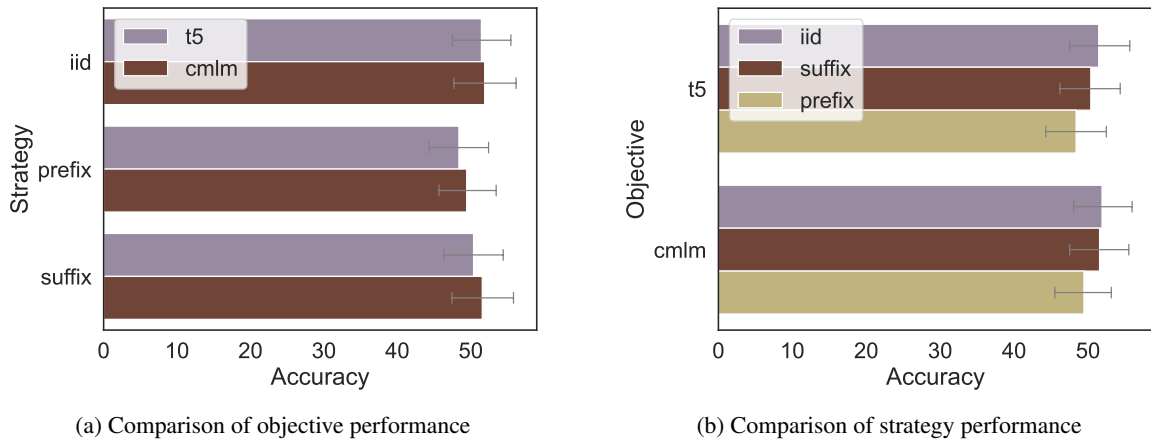 t5
cmlm
iid
prefix
suffix
Strategy
0 10 20 30 40 50
Accuracy
(a) Comparison of objective performance
iid
suffix
prefix
t5
cmlm
Objective
0 10 20 30 40 50
Accuracy
(b) Comparison of strategy performance